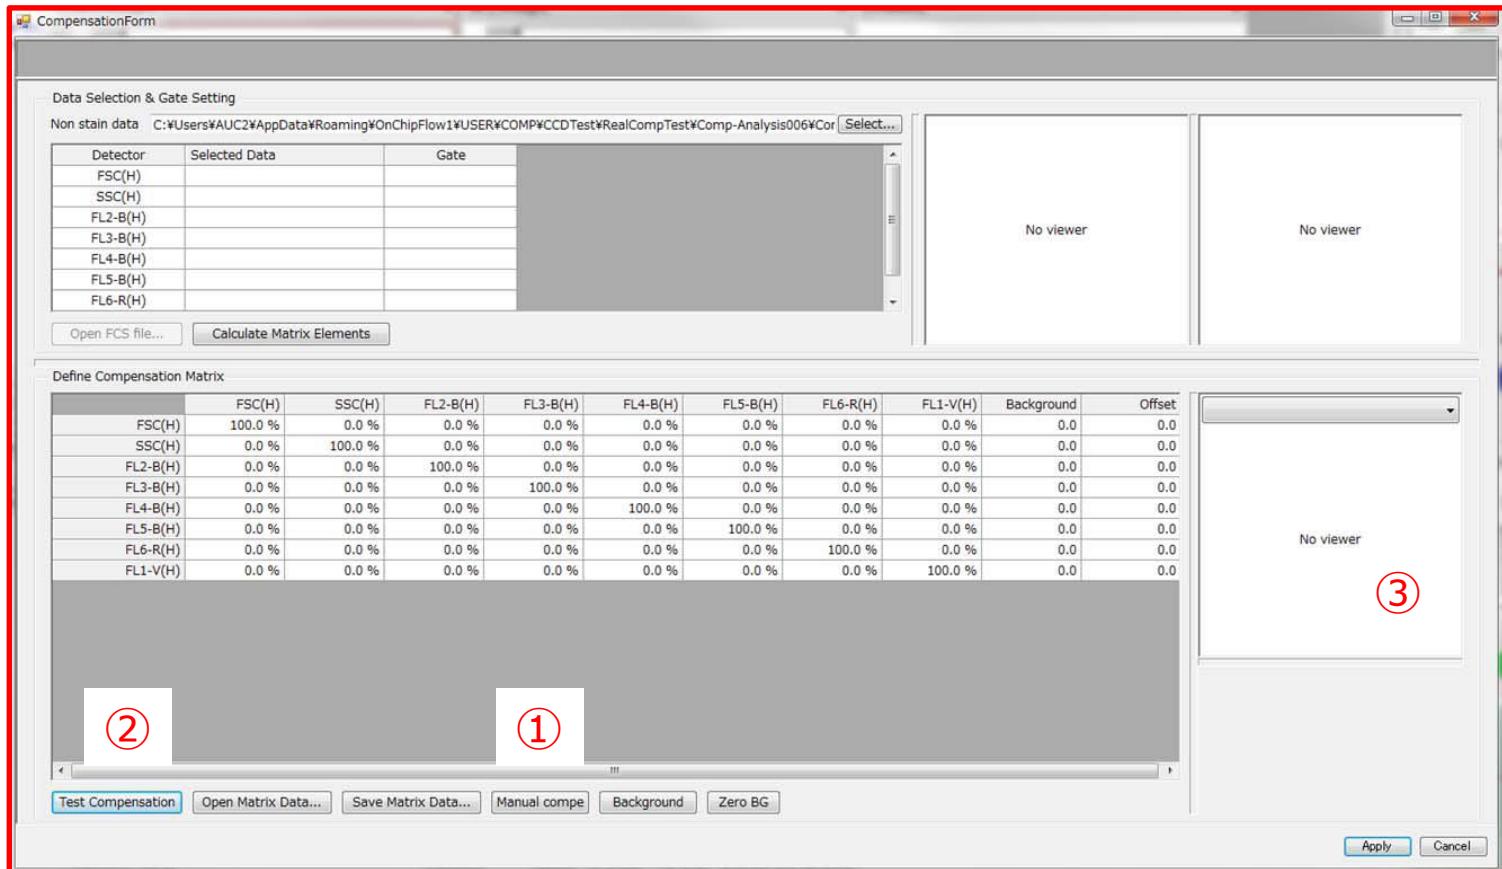 CompensationForm
Data Selection & Gate Setting
Non stain data C:¥Users¥AUC2¥AppData¥Roaming¥OnChipFlow1¥USER¥COMP¥CCDTest¥RealCompTest¥Comp-Analysis006¥Cor Select...
Detector Selected Data Gate
FSC(H)
SSC(H)
FL2-B(H)
FL3-B(H)
FL4-B(H)
FL5-B(H)
FL6-R(H)
No viewer No viewer
Open FCS file... Calculate Matrix Elements
Define Compensation Matrix
FSC(H) SSC(H) FL2-B(H) FL3-B(H) FL4-B(H) FL5-B(H) FL6-R(H) FL1-V(H) Background Offset
FSC(H) 100.0 % 0.0 % 0.0 % 0.0 % 0.0 % 0.0 % 0.0 % 0.0 % 0.0 0.0
SSC(H) 0.0 % 100.0 % 0.0 % 0.0 % 0.0 % 0.0 % 0.0 % 0.0 % 0.0 0.0
FL2-B(H) 0.0 % 0.0 % 100.0 % 0.0 % 0.0 % 0.0 % 0.0 % 0.0 % 0.0 0.0
FL3-B(H) 0.0 % 0.0 % 0.0 % 100.0 % 0.0 % 0.0 % 0.0 % 0.0 % 0.0 0.0
FL4-B(H) 0.0 % 0.0 % 0.0 % 0.0 % 100.0 % 0.0 % 0.0 % 0.0 % 0.0 0.0
FL5-B(H) 0.0 % 0.0 % 0.0 % 0.0 % 0.0 % 100.0 % 0.0 % 0.0 % 0.0 0.0
FL6-R(H) 0.0 % 0.0 % 0.0 % 0.0 % 0.0 % 0.0 % 100.0 % 0.0 % 0.0 0.0
FL1-V(H) 0.0 % 0.0 % 0.0 % 0.0 % 0.0 % 0.0 % 0.0 % 100.0 % 0.0 0.0
No viewer
③
② ①
Test Compensation Open Matrix Data... Save Matrix Data... Manual compe Background Zero BG
Apply Cancel